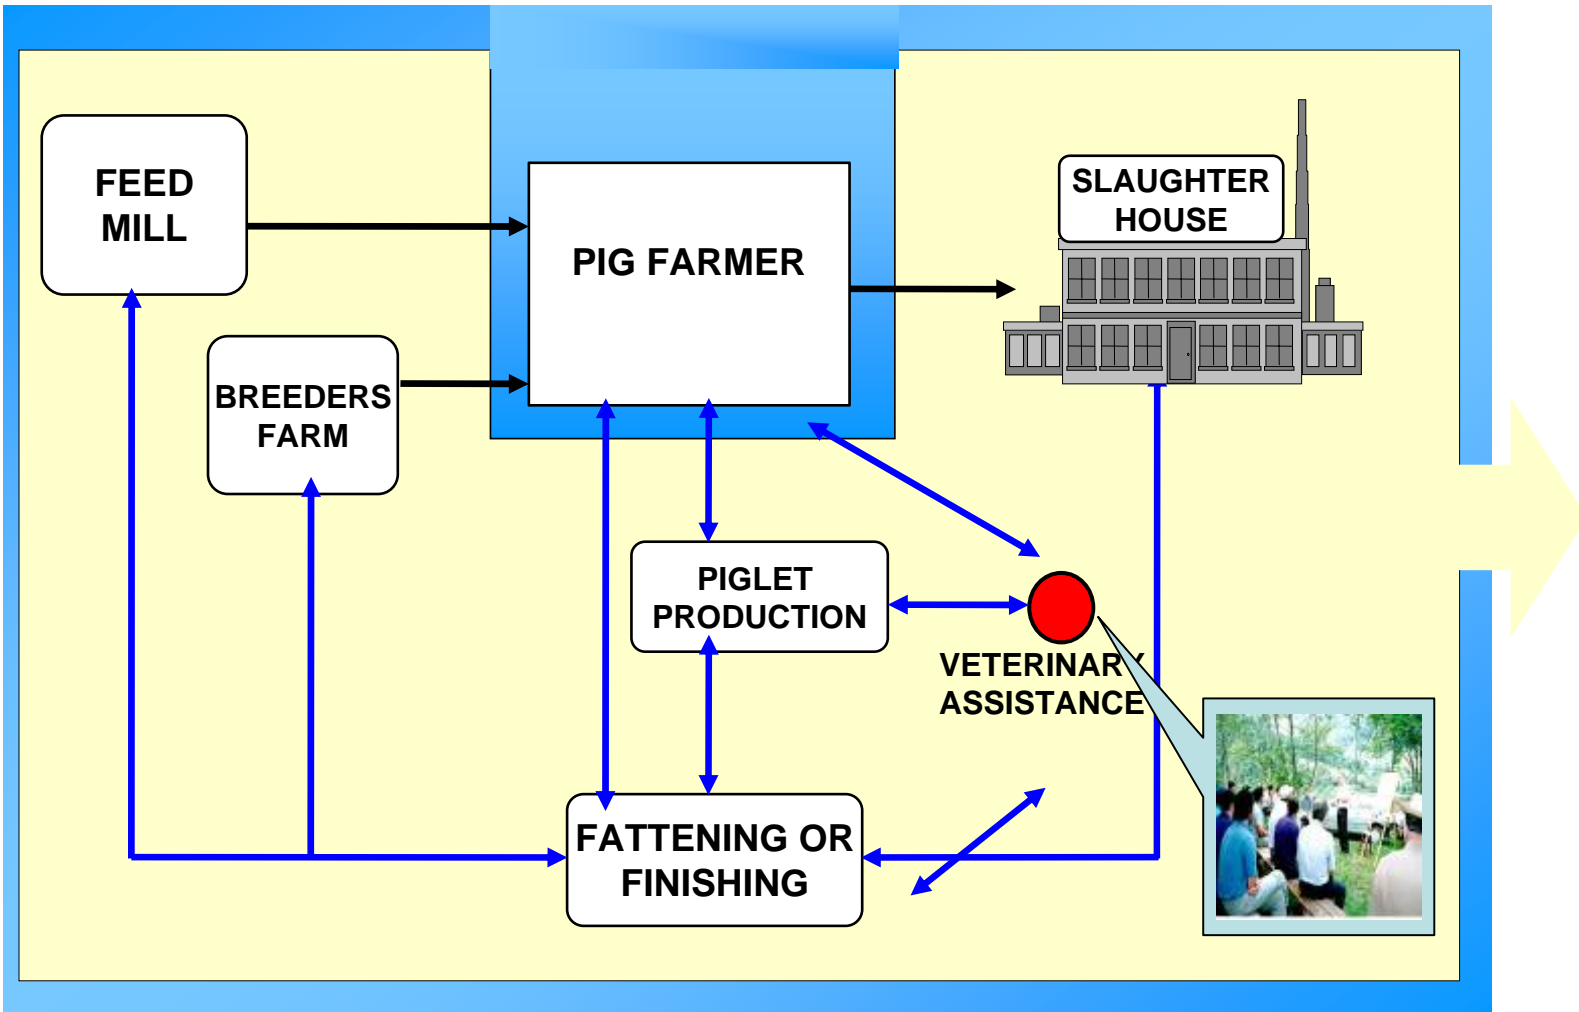 FEED
MILL
PIG FARMER
SLAUGHTER
HOUSE
BREEDERS
FARM
PIGLET
PRODUCTION
VETERINARY
ASSISTANCE
FATTENING OR
FINISHING